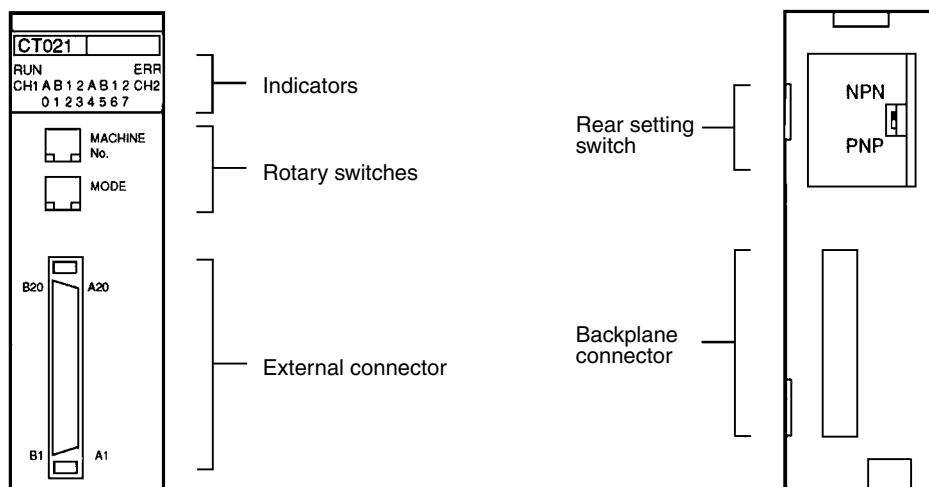 CT021
RUN ERR
CH1 A B 1 2 A B 1 2 CH2
0 1 2 3 4 5 6 7
MACHINE
No.
MODE
B20 A20
B1 A1
Indicators
Rotary switches
External connector
Rear setting
switch
NPN
PNP
Backplane
connector